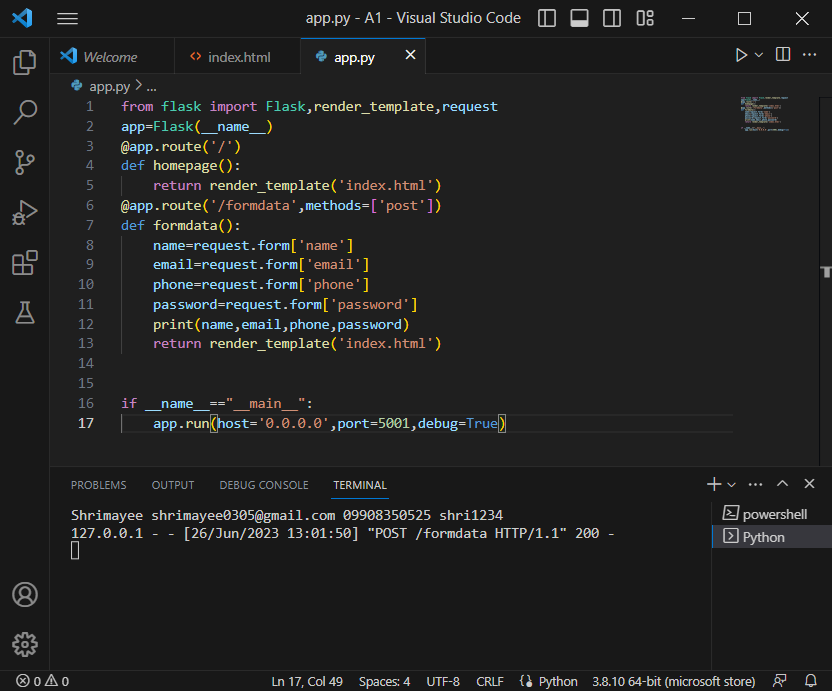 app.py - A1 - Visual Studio Code
Welcome
index.html
app.py
app.py > ...
1 from flask import Flask,render_template,request
2 app=Flask(__name__)
3 @app.route('/')
4 def homepage():
5 return render_template('index.html')
6 @app.route('/formdata',methods=['post'])
7 def formdata():
8 name=request.form['name']
9 email=request.form['email']
10 phone=request.form['phone']
11 password=request.form['password']
12 print(name,email,phone,password)
13 return render_template('index.html')
14
15
16 if __name__=="__main__":
17 app.run(host='0.0.0.0',port=5001,debug=True)
PROBLEMS OUTPUT DEBUG CONSOLE TERMINAL
Shrimayee shrimayee0305@gmail.com 09908350525 shri1234
127.0.0.1 - - [26/Jun/2023 13:01:50] "POST /formdata HTTP/1.1" 200 -
powershell
Python
0 0 Ln 17, Col 49 Spaces: 4 UTF-8 CRLF Python 3.8.10 64-bit (microsoft store)